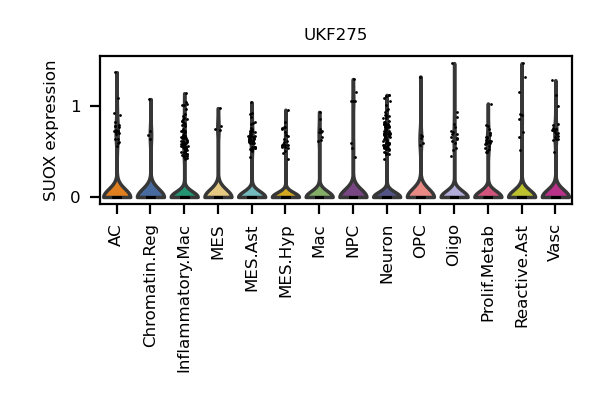 UKF275
SUOX expression
1
0
AC
Chromatin.Reg
Inflammatory.Mac
MES
MES.Ast
MES.Hyp
Mac
NPC
Neuron
OPC
Oligo
Prolif.Metab
Reactive.Ast
Vasc